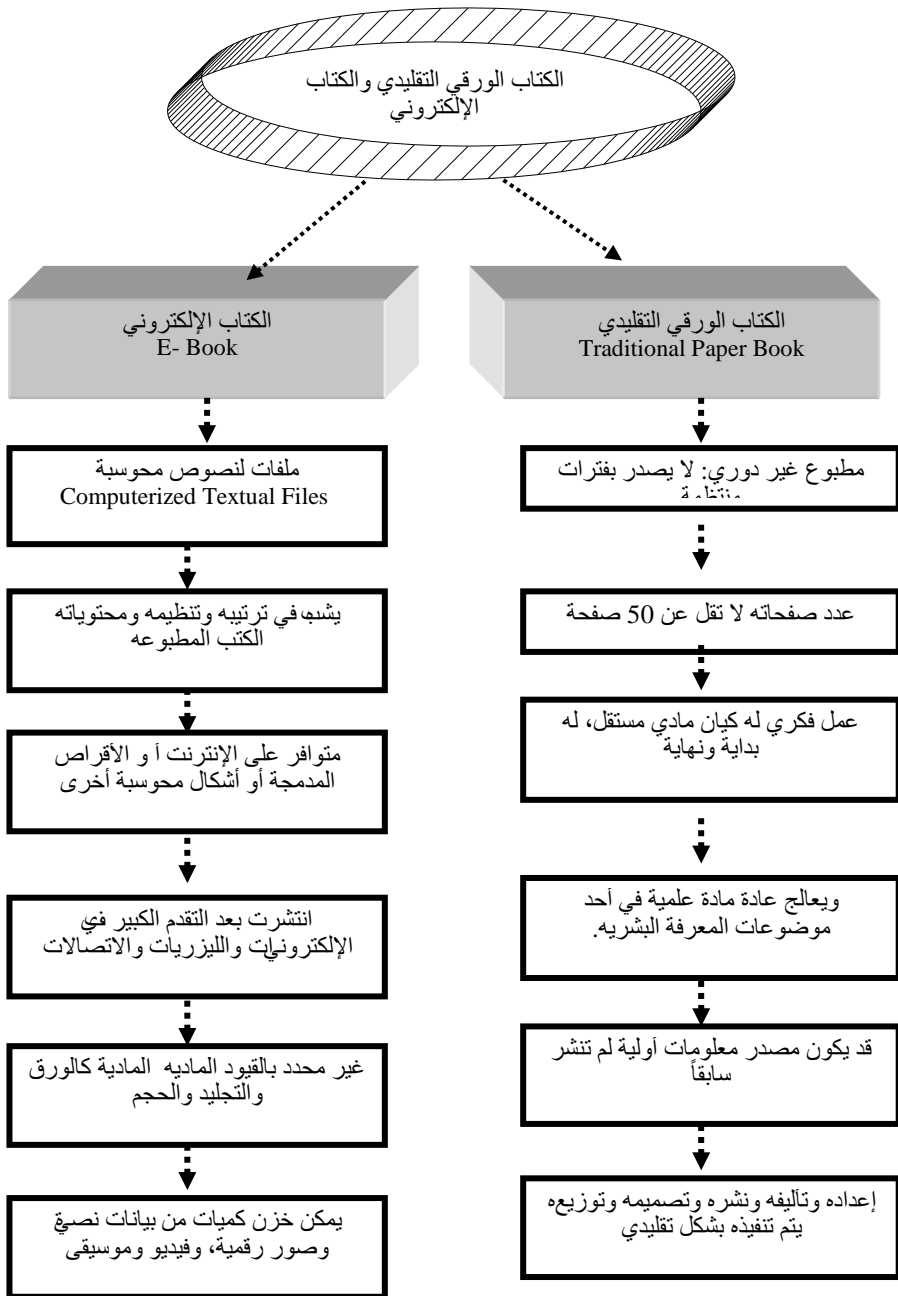 الكتاب الورقي التقليدي والكتاب
الإلكتروني
الكتاب الورقي التقليدي
Traditional Paper Book
مطبوع غير دوري: لا يصدر بفترات
منتظمة
عدد صفحاته لا تقل عن 50 صفحة
عمل فكري له كيان مادي مستقل، له
بداية ونهاية
ويعالج عادة مادة علمية في أحد
موضوعات المعرفة البشريه.
قد يكون مصدر معلومات أولية لم تنشر
سابقاً
إعداده وتأليفه ونشره وتصميمه وتوزيعه
يتم تنفيذه بشكل تقليدي
الكتاب الإلكتروني
E- Book
ملفات لنصوص محوسبة
Computerized Textual Files
يشبه في ترتيبه وتنظيمه ومحتوياته
الكتب المطبوعه
متوافر على الإنترنت أ و الأقراص
المدمجة أو أشكال محوسبة أخرى
انتشرت بعد التقدم الكبير في
الإلكترونيات والليزريات والاتصالات
غير محدد بالقيود الماديه المادية كالورق
والتجليد والحجم
يمكن خزن كميات من بيانات نصية
وصور رقمية، وفيديو وموسيقى